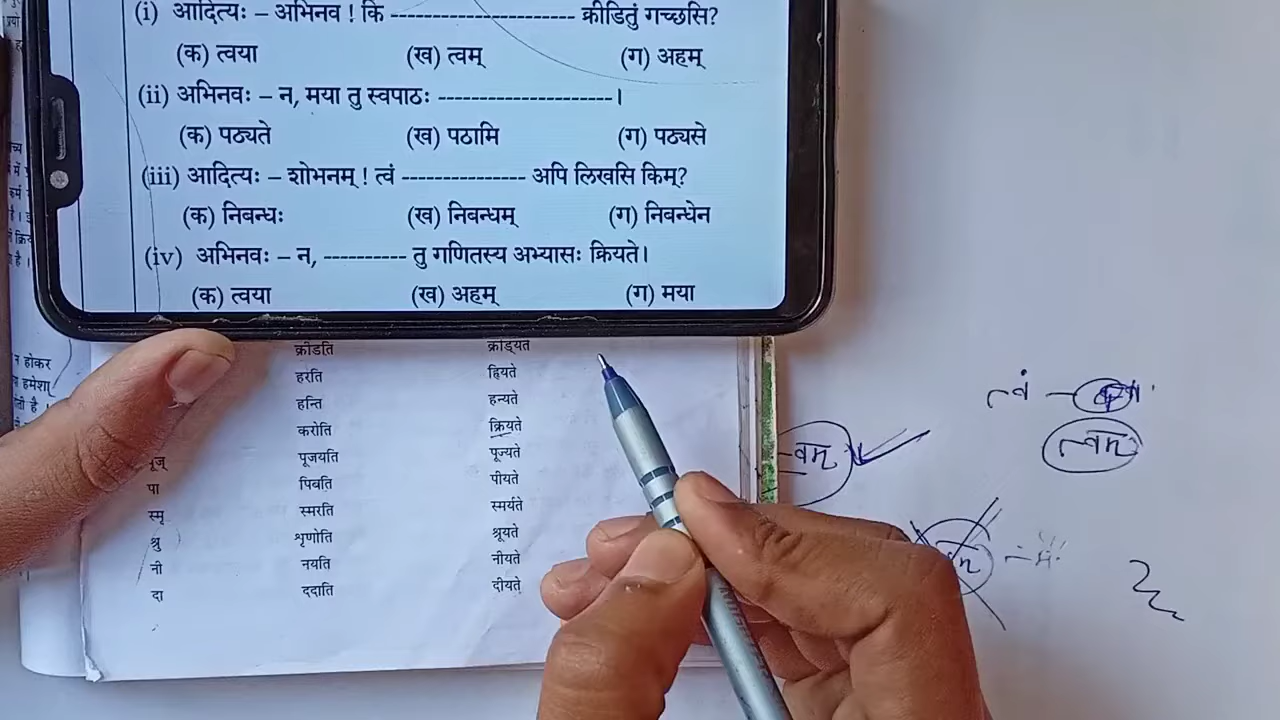 (i) आदित्यः – अभिनव ! कि ---------------------- क्रीडितुं गच्छसि?
(क) त्वया (ख) त्वम् (ग) अहम्
(ii) अभिनवः – न, मया तु स्वपाठः --------------------- ।
(क) पठ्यते (ख) पठामि (ग) पठ्यसे
(iii) आदित्यः – शोभनम् ! त्वं --------------- अपि लिखसि किम्?
(क) निबन्धः (ख) निबन्धम् (ग) निबन्धेन
(iv) अभिनवः – न, ---------- तु गणितस्य अभ्यासः क्रियते।
(क) त्वया (ख) अहम् (ग) मया
क्रीडति क्रीड्यते
हरति ह्रियते
हन्ति हन्यते
करोति क्रियते
पूज् पूजयति पूज्यते
पा पिबति पीयते
स्मृ स्मरति स्मर्यते
श्रु शृणोति श्रूयते
नी नयति नीयते
दा ददाति दीयते
न होकर
हमेशा
त्वं –
त्वम्